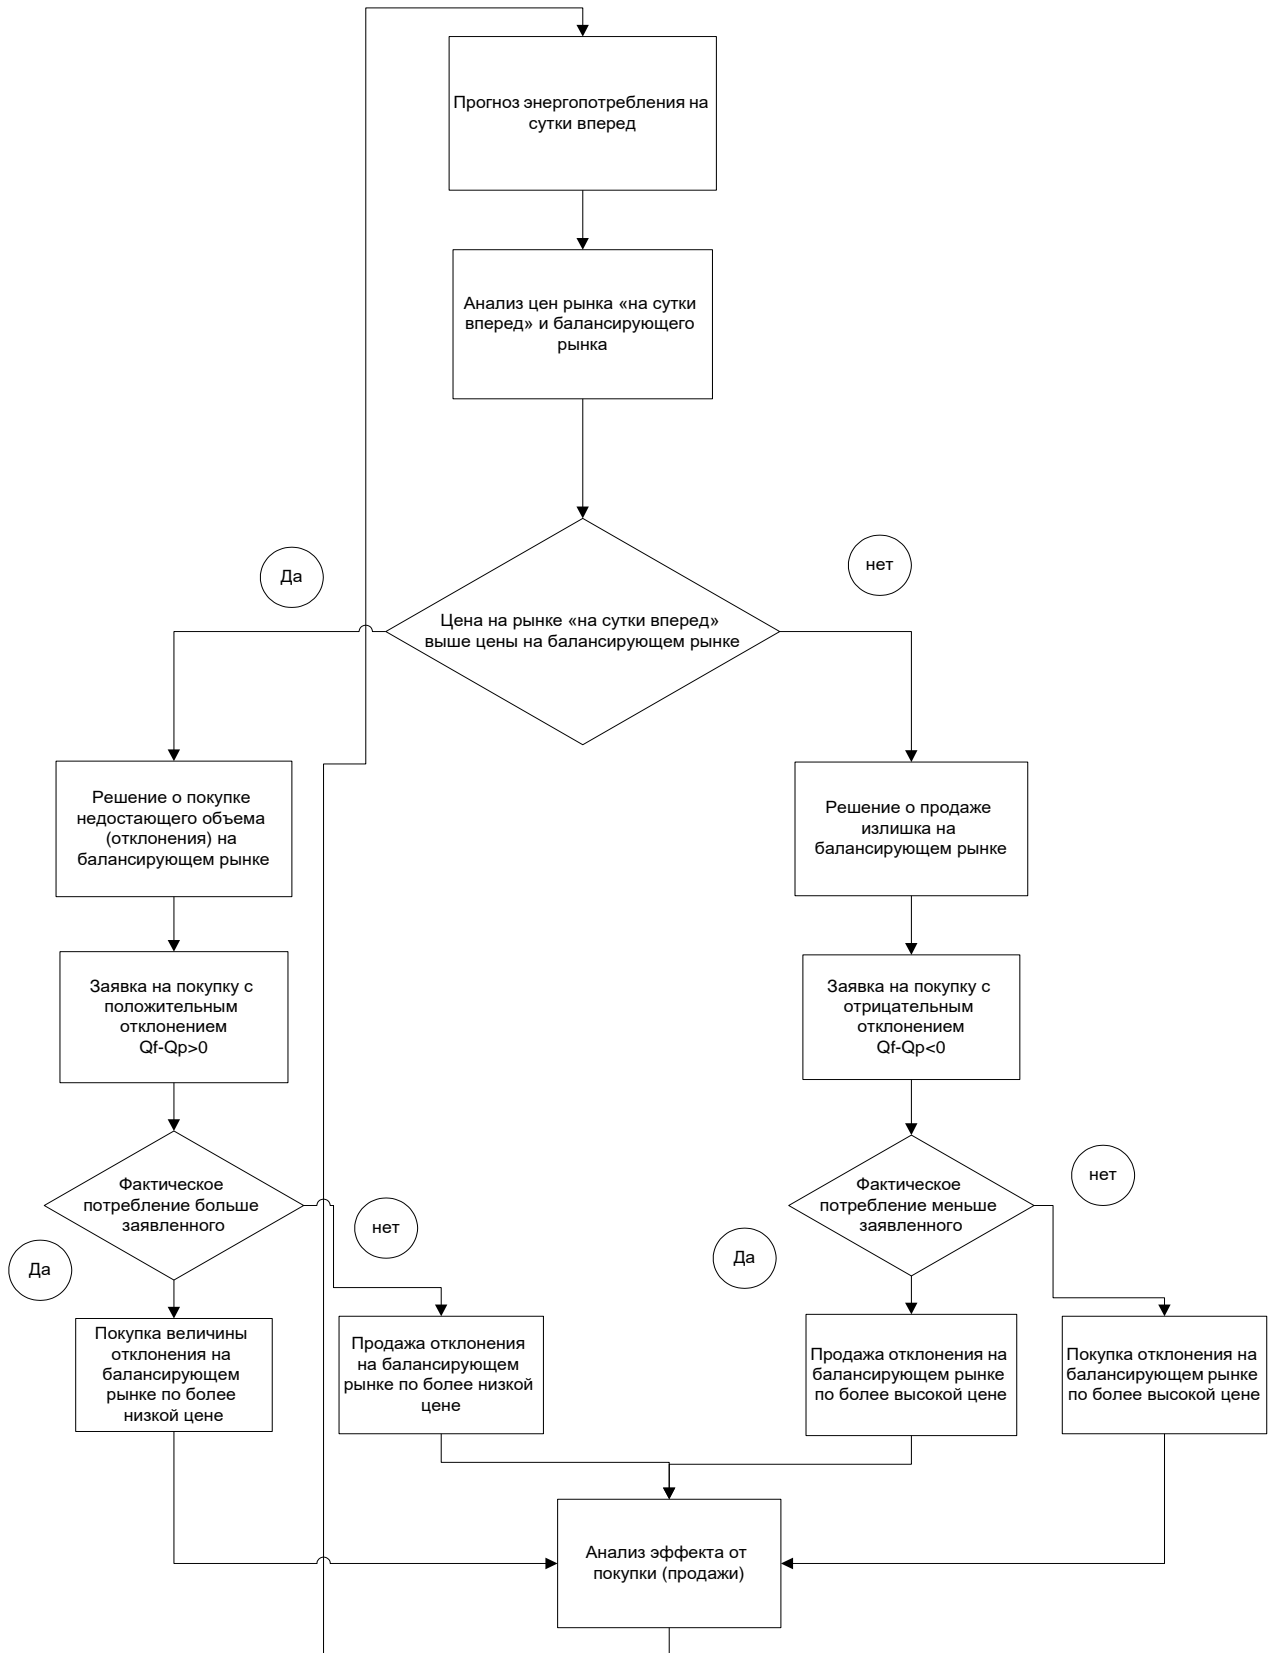 Прогноз энергопотребления на
сутки вперед
Анализ цен рынка «на сутки
вперед» и балансирующего
рынка
Да
нет
Цена на рынке «на сутки вперед»
выше цены на балансирующем рынке
Решение о покупке
недостающего объема
(отклонения) на
балансирующем рынке
Решение о продаже
излишка на
балансирующем рынке
Заявка на покупку с
положительным
отклонением
Qf-Qp>0
Заявка на покупку с
отрицательным
отклонением
Qf-Qp<0
Фактическое
потребление больше
заявленного
нет
Да
Фактическое
потребление меньше
заявленного
нет
Да
Покупка величины
отклонения на
балансирующем
рынке по более
низкой цене
Продажа отклонения
на балансирующем
рынке по более низкой
цене
Продажа отклонения на
балансирующем рынке
по более высокой цене
Покупка отклонения на
балансирующем рынке
по более высокой цене
Анализ эффекта от
покупки (продажи)